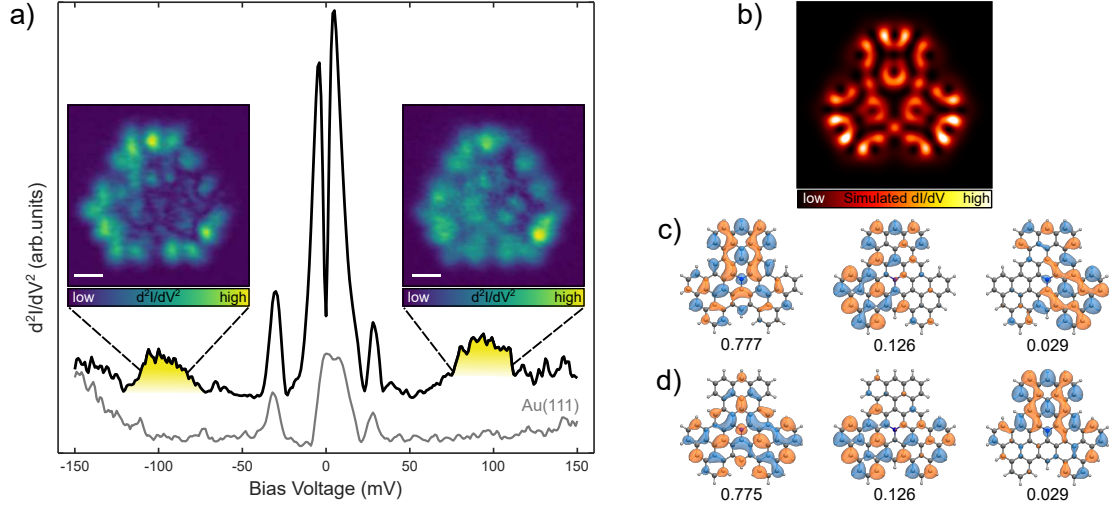 a)
d²I/dV² (arb.units)
low d²I/dV² high
low d²I/dV² high
Au(111)
-150 -100 -50 0 50 100 150
Bias Voltage (mV)
b)
low Simulated dI/dV high
c)
0.777 0.126 0.029
d)
0.775 0.126 0.029